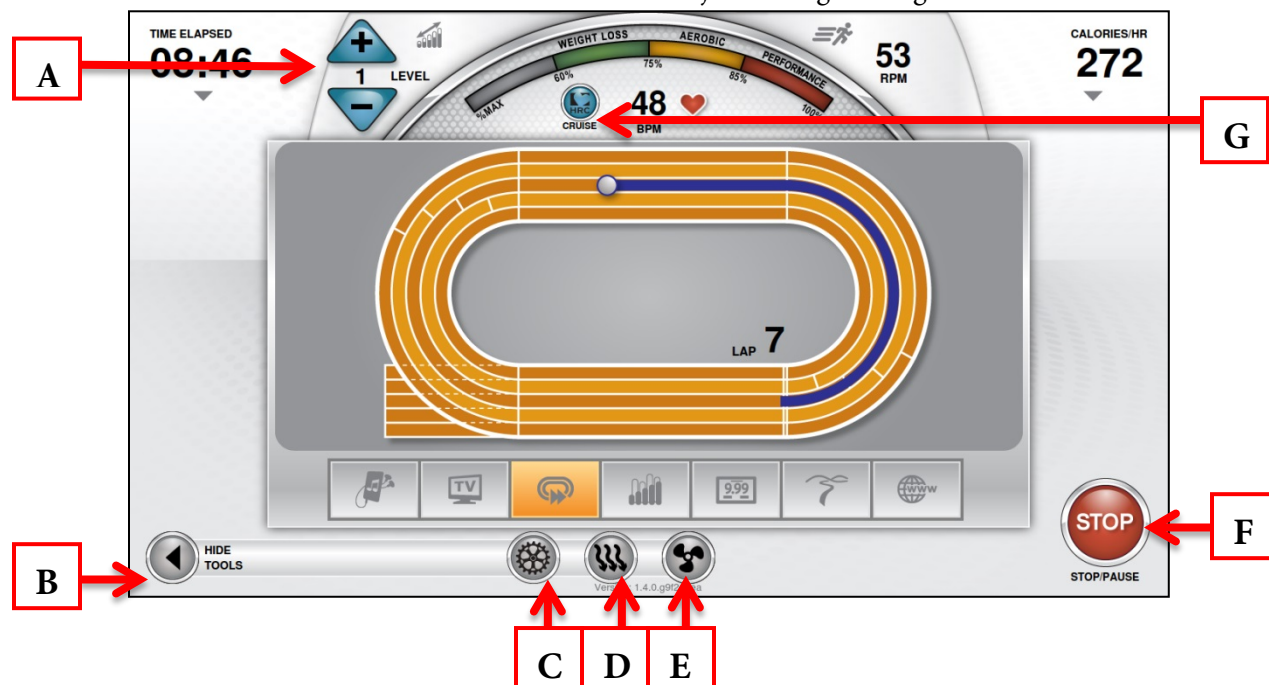 TIME ELAPSED
08:46
A
+
1 LEVEL
−
WEIGHT LOSS
AEROBIC
PERFORMANCE
%MAX
60%
75%
85%
100%
HRC
CRUISE
48
BPM
53
RPM
CALORIES/HR
272
G
LAP 7
TV
9.99
WWW
STOP
STOP/PAUSE
F
B
HIDE
TOOLS
C
D
E